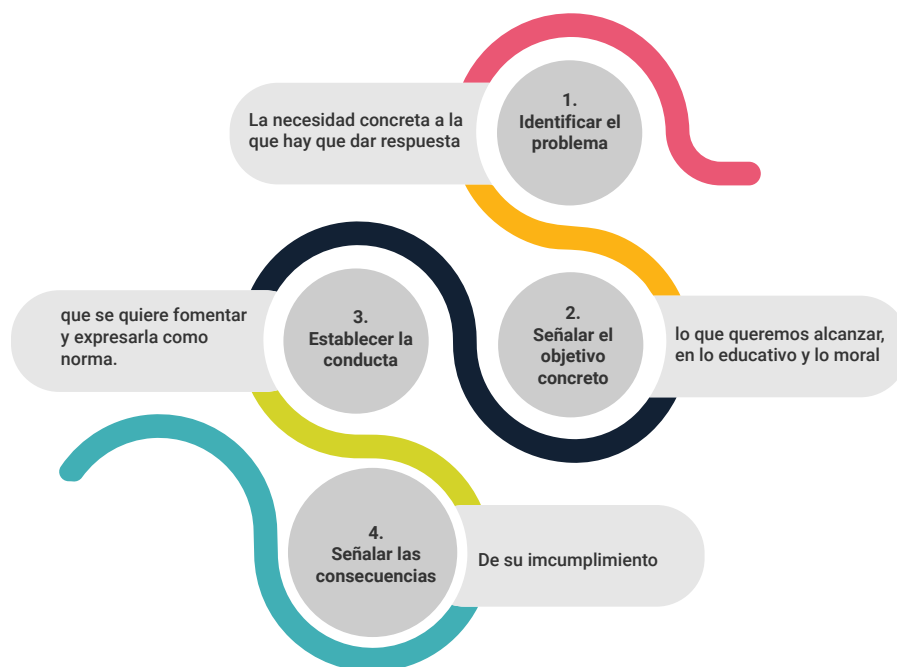 1.
Identificar el
problema
La necesidad concreta a la
que hay que dar respuesta
2.
Señalar el
objetivo
concreto
lo que queremos alcanzar,
en lo educativo y lo moral
3.
Establecer la
conducta
que se quiere fomentar
y expresarla como
norma.
4.
Señalar las
consecuencias
De su imcumplimiento